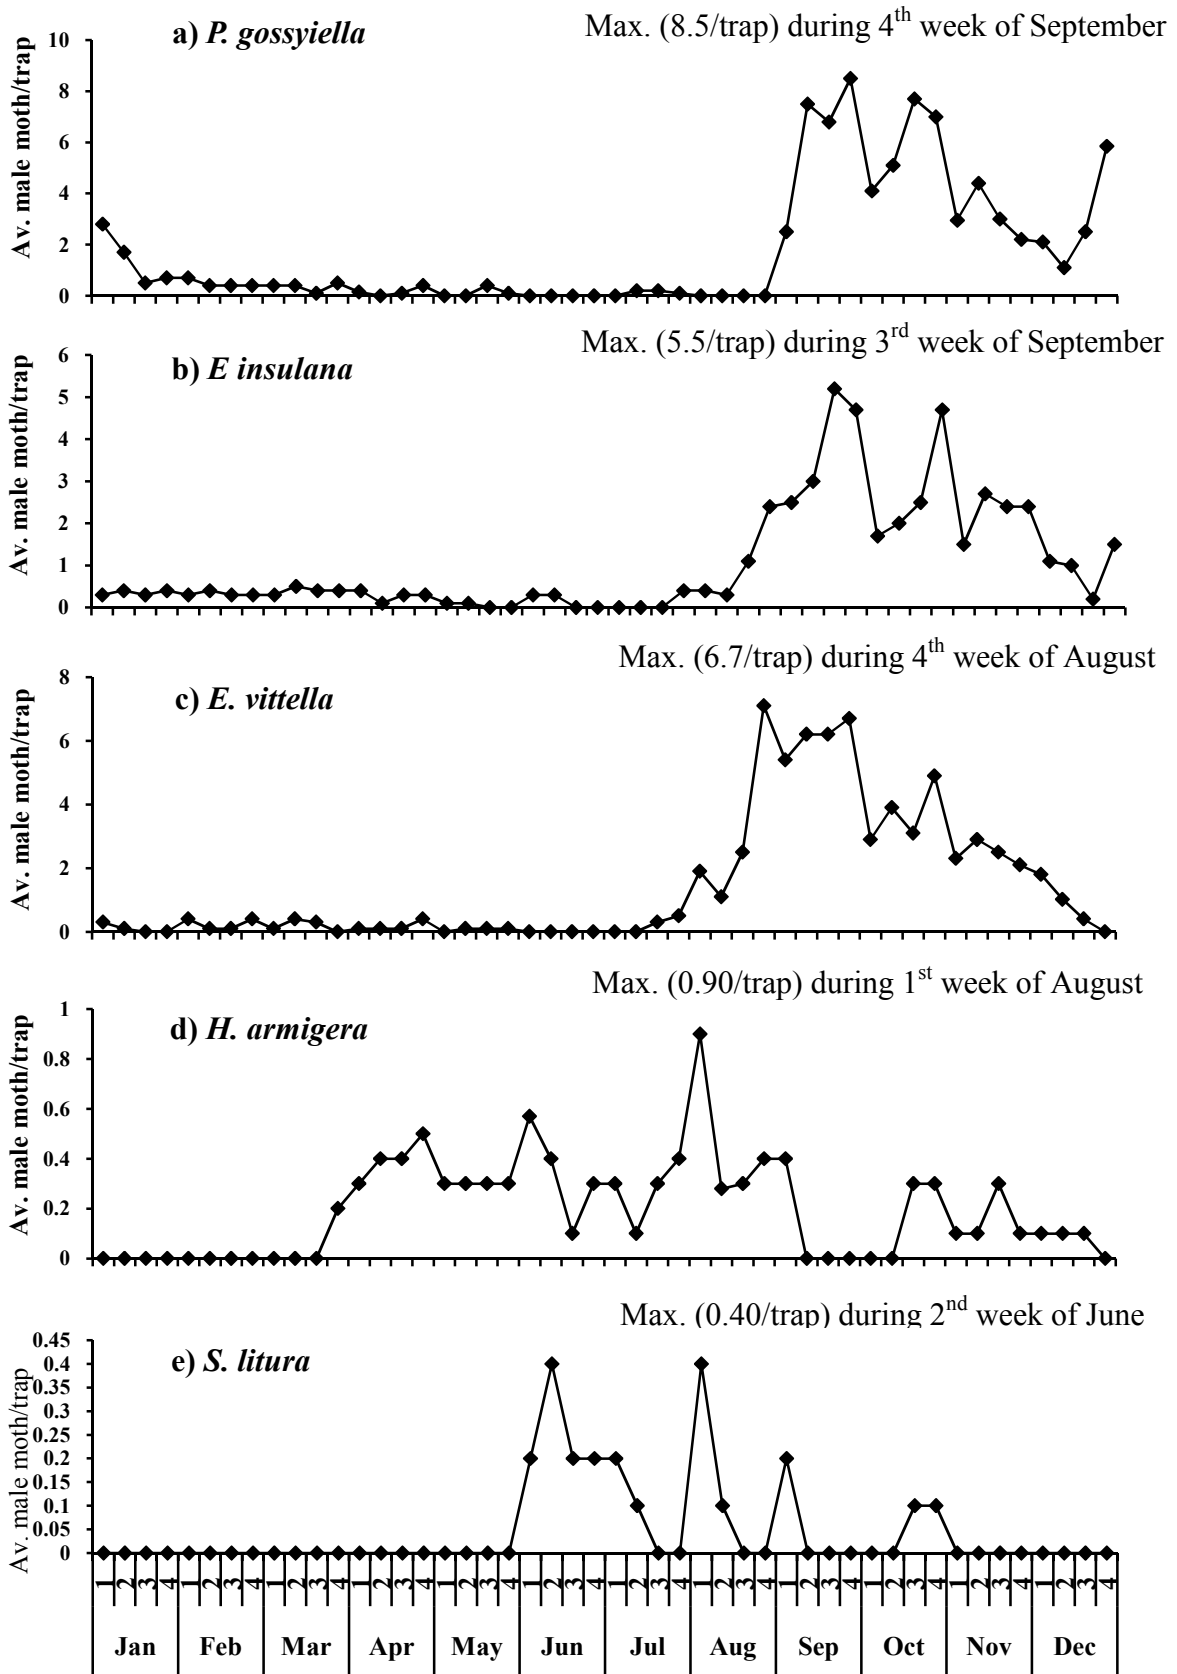 a) P. gossyiella
Max. (8.5/trap) during 4th week of September
Av. male moth/trap
10
8
6
4
2
0
Max. (5.5/trap) during 3rd week of September
b) E insulana
Av. male moth/trap
6
5
4
3
2
1
0
Max. (6.7/trap) during 4th week of August
c) E. vittella
Av. male moth/trap
8
6
4
2
0
Max. (0.90/trap) during 1st week of August
d) H. armigera
Av. male moth/trap
1
0.8
0.6
0.4
0.2
0
Max. (0.40/trap) during 2nd week of June
e) S. litura
Av. male moth/trap
0.45
0.4
0.35
0.3
0.25
0.2
0.15
0.1
0.05
0
1 2 3 4 1 2 3 4 1 2 3 4 1 2 3 4 1 2 3 4 1 2 3 4 1 2 3 4 1 2 3 4 1 2 3 4 1 2 3 4 1 2 3 4 1 2 3 4
Jan Feb Mar Apr May Jun Jul Aug Sep Oct Nov Dec